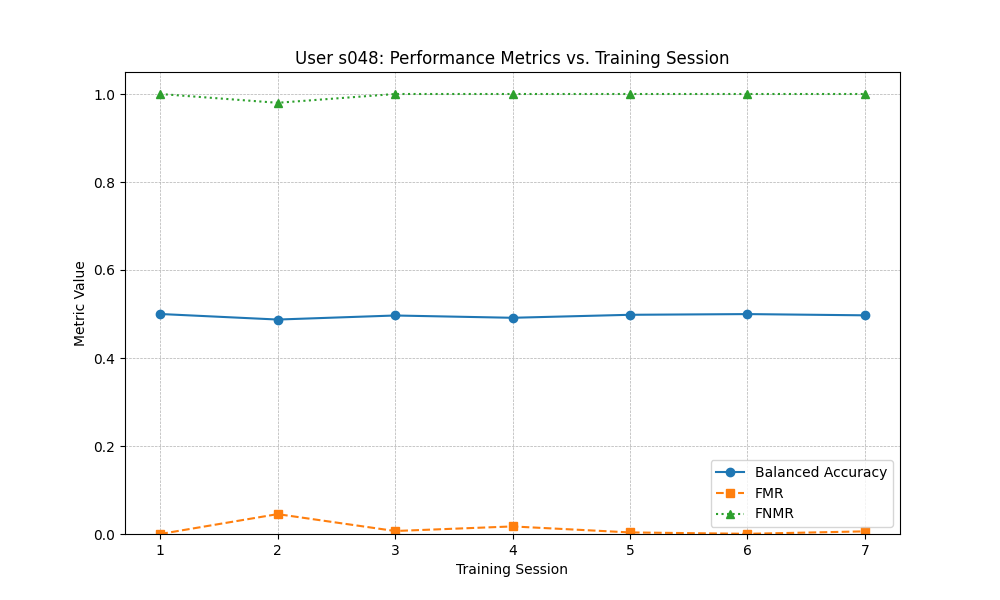 User s048: Performance Metrics vs. Training Session
Metric Value
1.0
0.8
0.6
0.4
0.2
0.0
Balanced Accuracy
FMR
FNMR
1 2 3 4 5 6 7
Training Session